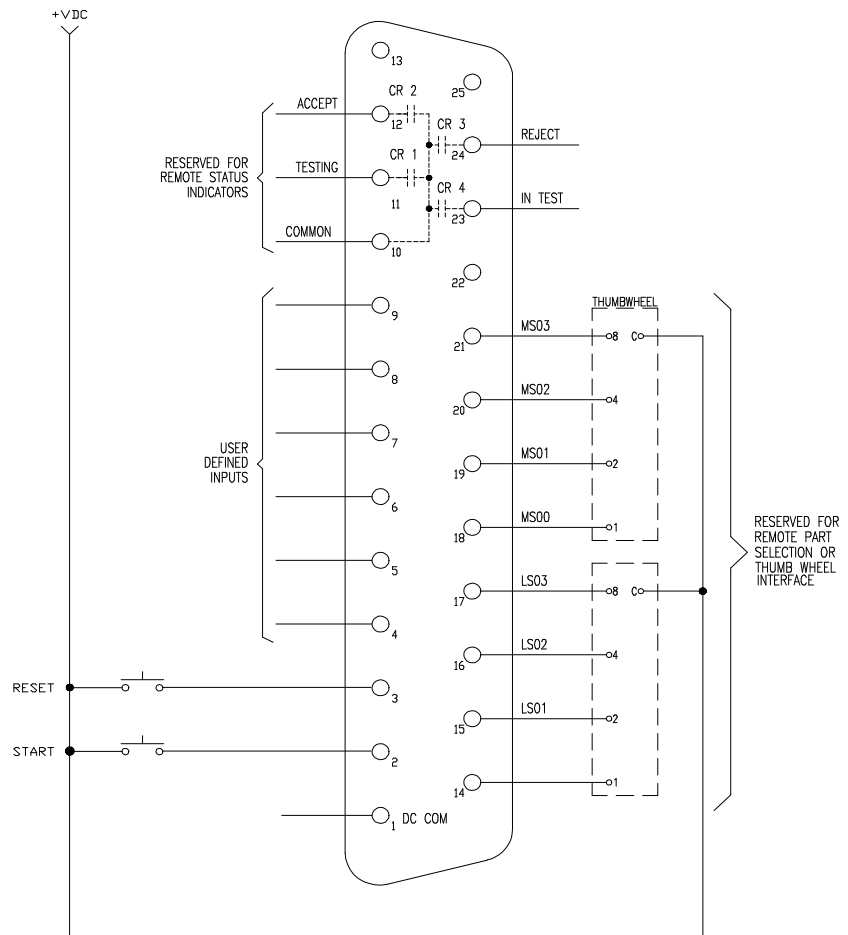 +VDC
13
25
CR 2
ACCEPT
12
CR 3
REJECT
24
RESERVED FOR
REMOTE STATUS
INDICATORS
TESTING
CR 1
11
CR 4
IN TEST
23
COMMON
10
22
9
THUMBWHEEL
MS03
21
8 C
8
MS02
20
4
USER
DEFINED
INPUTS
7
MS01
19
2
6
MS00
18
1
RESERVED FOR
REMOTE PART
SELECTION OR
THUMB WHEEL
INTERFACE
5
LS03
17
8 C
4
LS02
16
4
RESET
3
LS01
15
2
START
2
14
1
1 DC COM